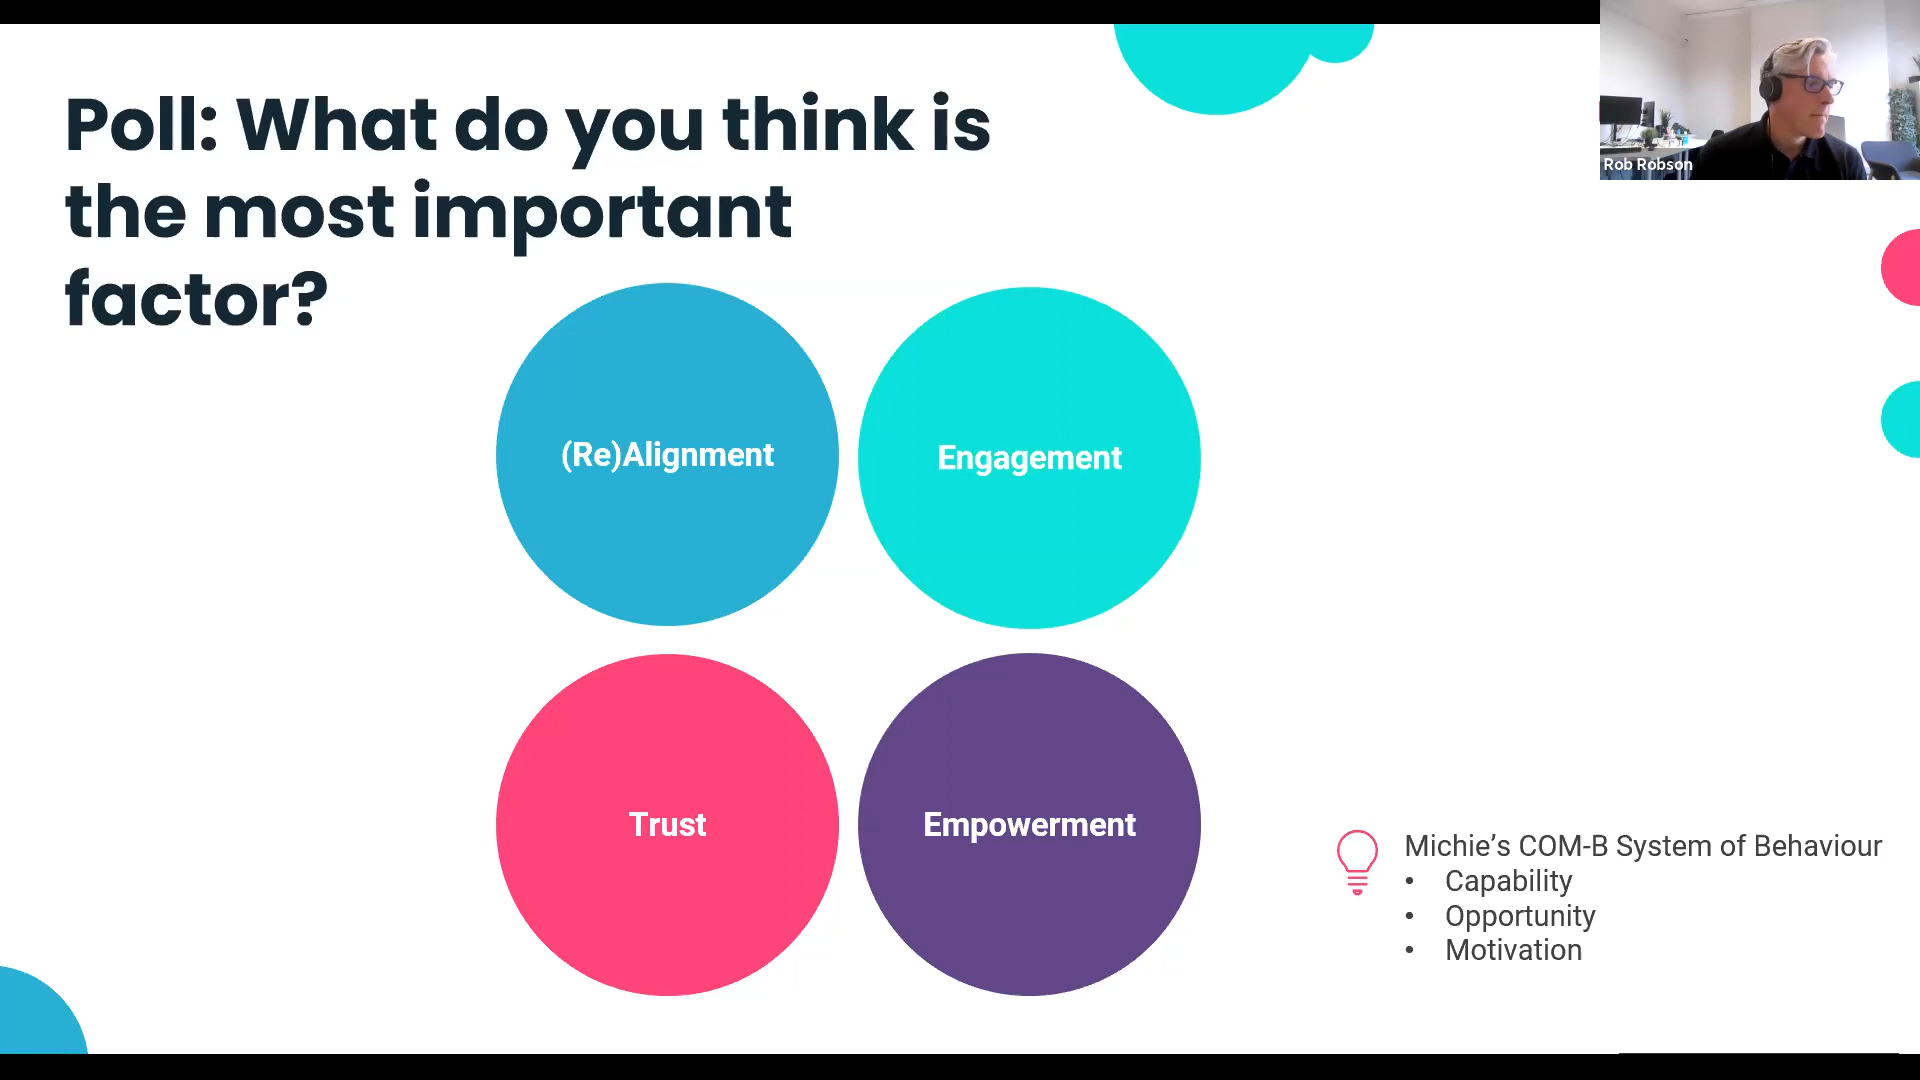 Poll: What do you think is
the most important
factor?
(Re)Alignment
Engagement
Trust
Empowerment
Michie’s COM-B System of Behaviour
• Capability
• Opportunity
• Motivation
Rob Robson